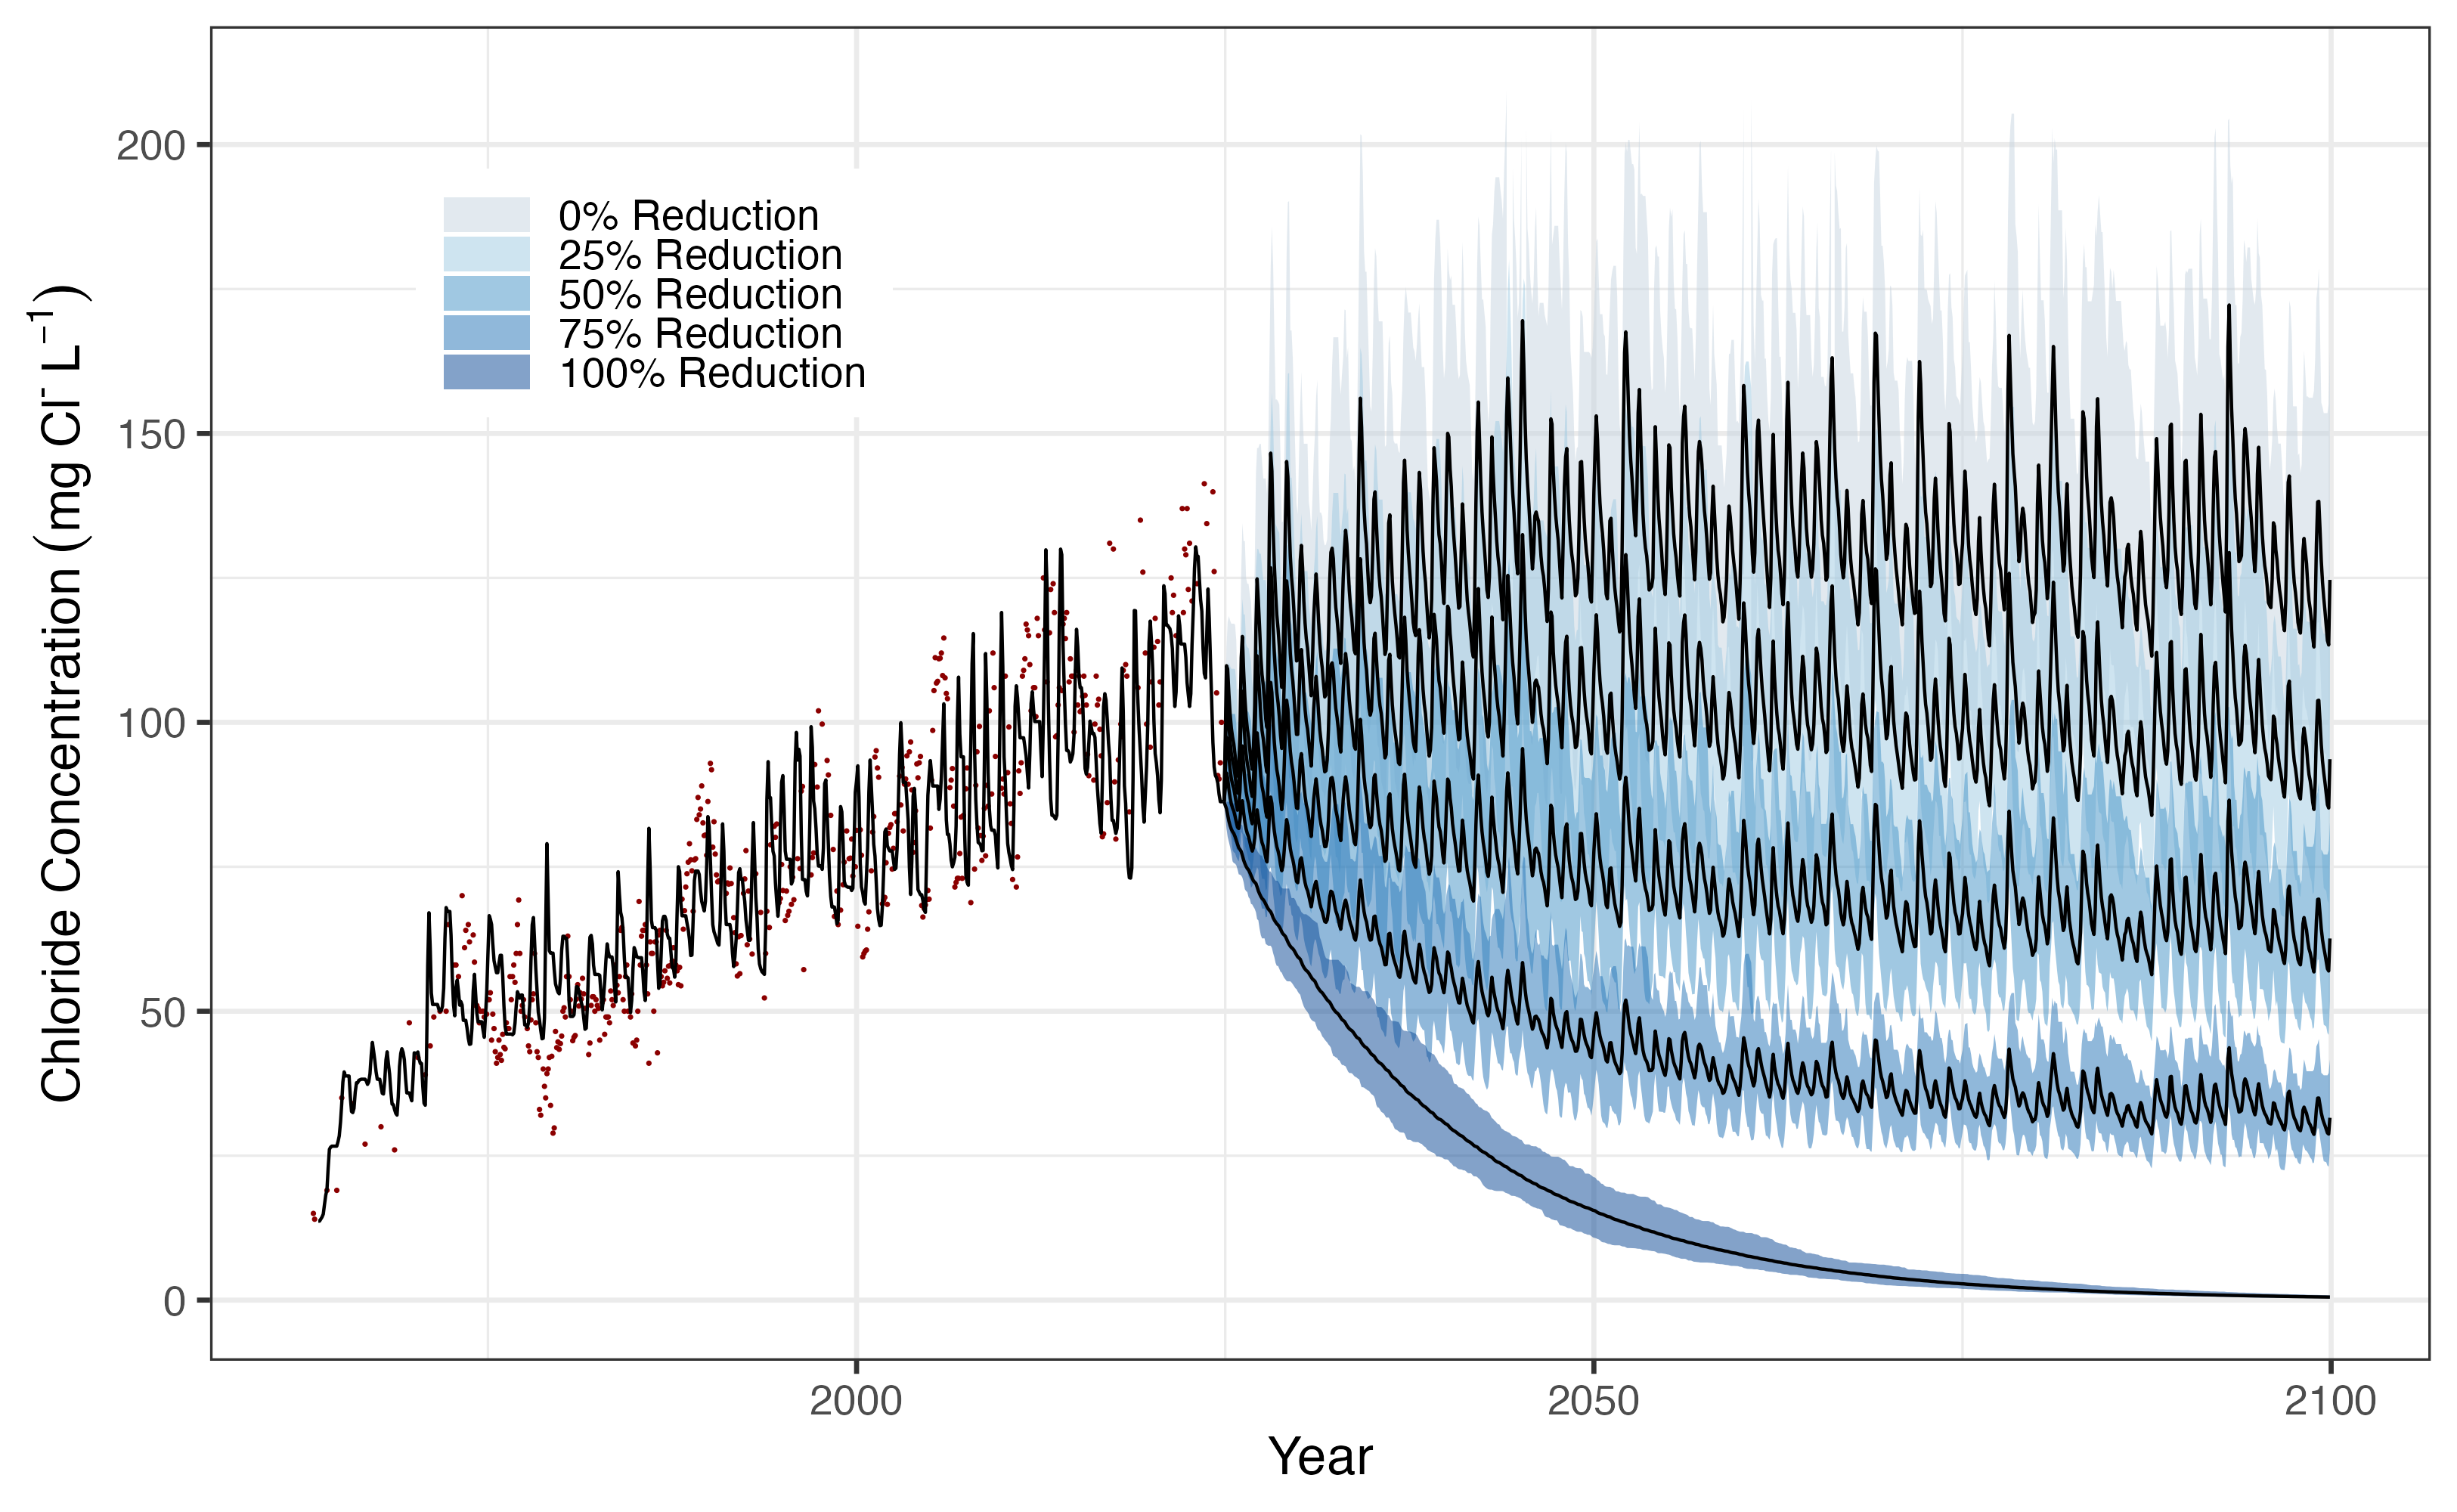 Chloride Concentration (mg Cl⁻ L⁻¹)
200
150
100
50
0
0% Reduction
25% Reduction
50% Reduction
75% Reduction
100% Reduction
2000
2050
2100
Year